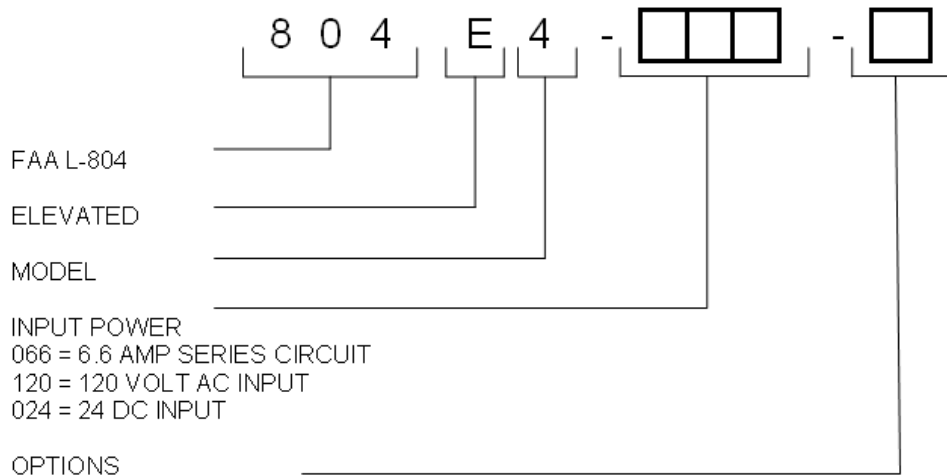 8 0 4 E 4 - -
FAA L-804
ELEVATED
MODEL
INPUT POWER
066 = 6.6 AMP SERIES CIRCUIT
120 = 120 VOLT AC INPUT
024 = 24 DC INPUT
OPTIONS